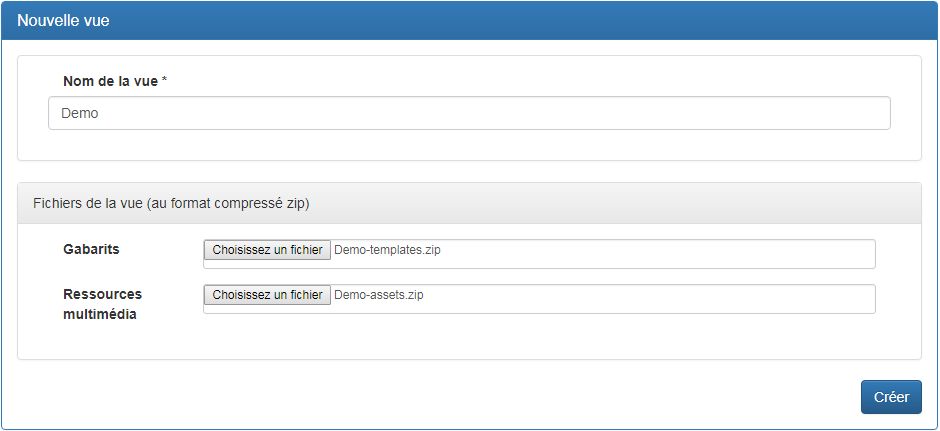 Nouvelle vue
Nom de la vue *
Demo
Fichiers de la vue (au format compressé zip)
Gabarits
Choisissez un fichier Demo-templates.zip
Ressources
multimédia
Choisissez un fichier Demo-assets.zip
Créer